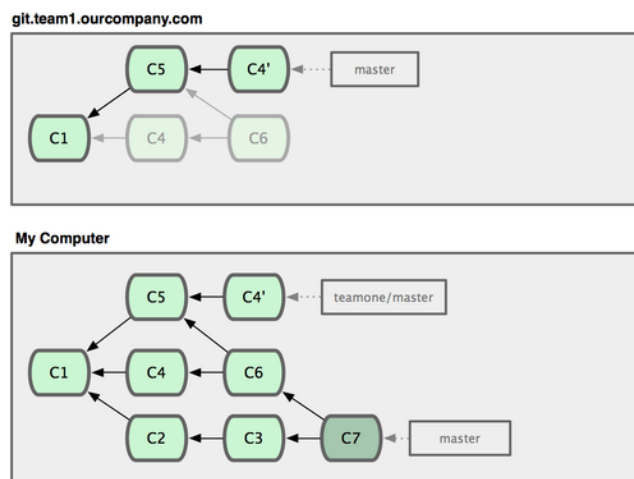 git.team1.ourcompany.com
C5 C4' master
C1 C4 C6
My Computer
C5 C4' teamone/master
C1 C4 C6
C2 C3 C7 master